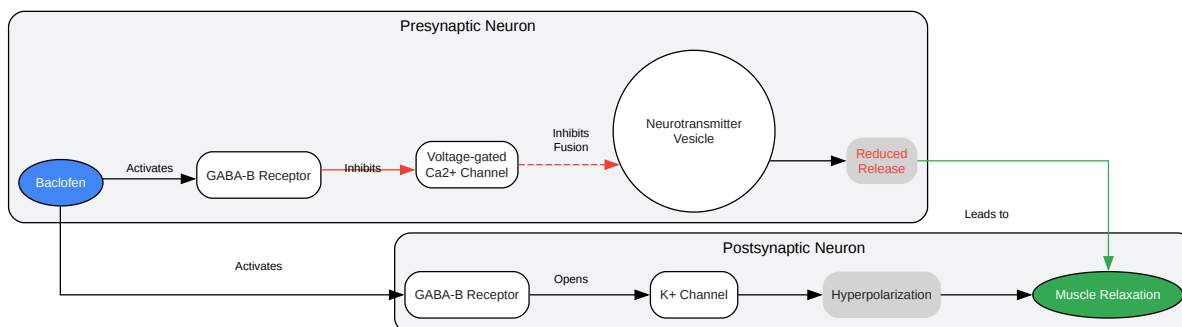 Presynaptic Neuron
Baclofen
Activates
GABA-B Receptor
Inhibits
Voltage-gated
Ca2+ Channel
Inhibits
Fusion
Neurotransmitter
Vesicle
Reduced
Release
Leads to
Activates
Postsynaptic Neuron
GABA-B Receptor
Opens
K+ Channel
Hyperpolarization
Muscle Relaxation